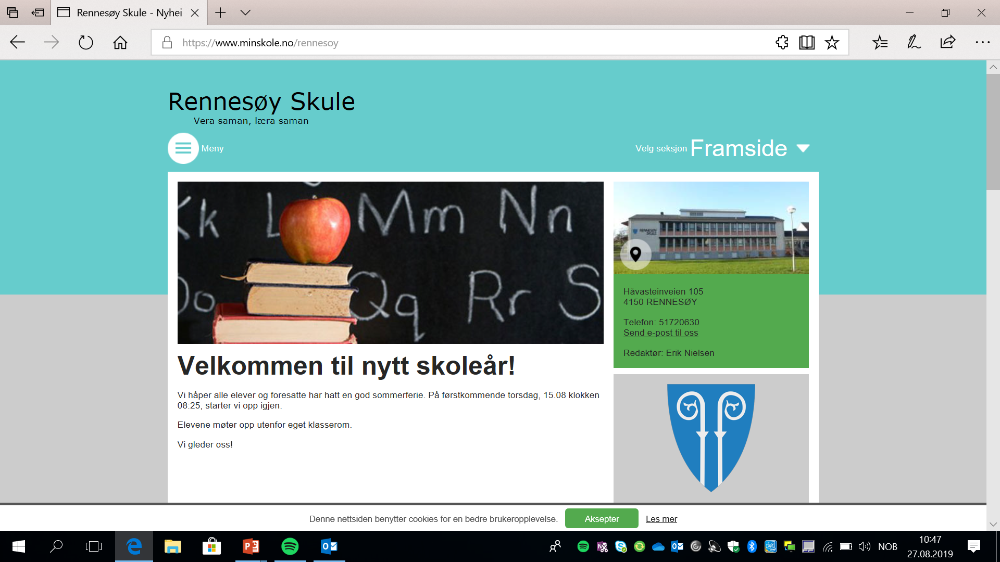 Rennesøy Skule - Nyhei
https://www.minskole.no/rennesoy
Rennesøy Skule
Vera saman, læra saman
Meny
Velg seksjon Framside
Kk L Mm Nn
Oo Qq Rr S
RENNESØY
SKULE
Velkommen til nytt skoleår!
Vi håper alle elever og foresatte har hatt en god sommerferie. På førstkommende torsdag, 15.08 klokken
08:25, starter vi opp igjen.
Elevene møter opp utenfor eget klasserom.
Vi gleder oss!
Håvasteinveien 105
4150 RENNESØY
Telefon: 51720630
Send e-post til oss
Redaktør: Erik Nielsen
Denne nettsiden benytter cookies for en bedre brukeropplevelse. Aksepter Les mer
NOB
10:47
27.08.2019